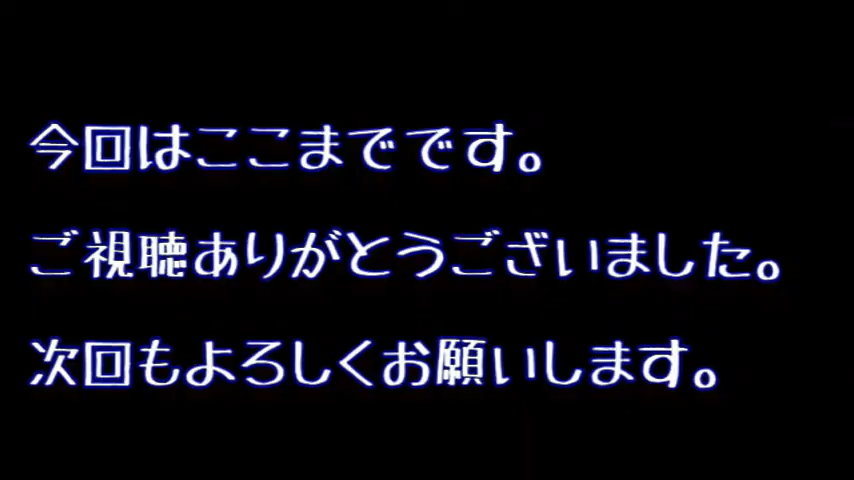 今回はここまでです。
ご視聴ありがとうございました。
次回もよろしくお願いします。